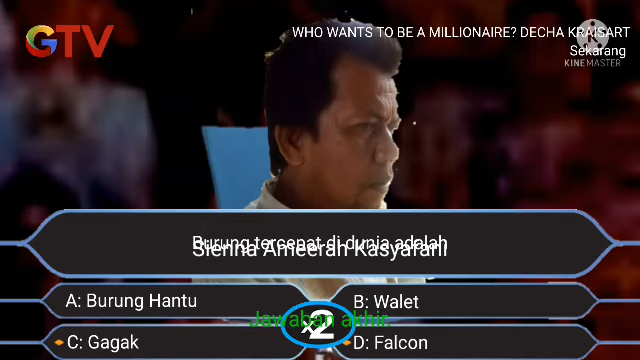 GTV
WHO WANTS TO BE A MILLIONAIRE? DECHA KRAISART
Sekarang
KINEMASTER
Burung tercepat di dunia adalah
Sienna Ameerah Kasyafani
A: Burung Hantu
B: Walet
Jawaban akhir
x2
C: Gagak
D: Falcon